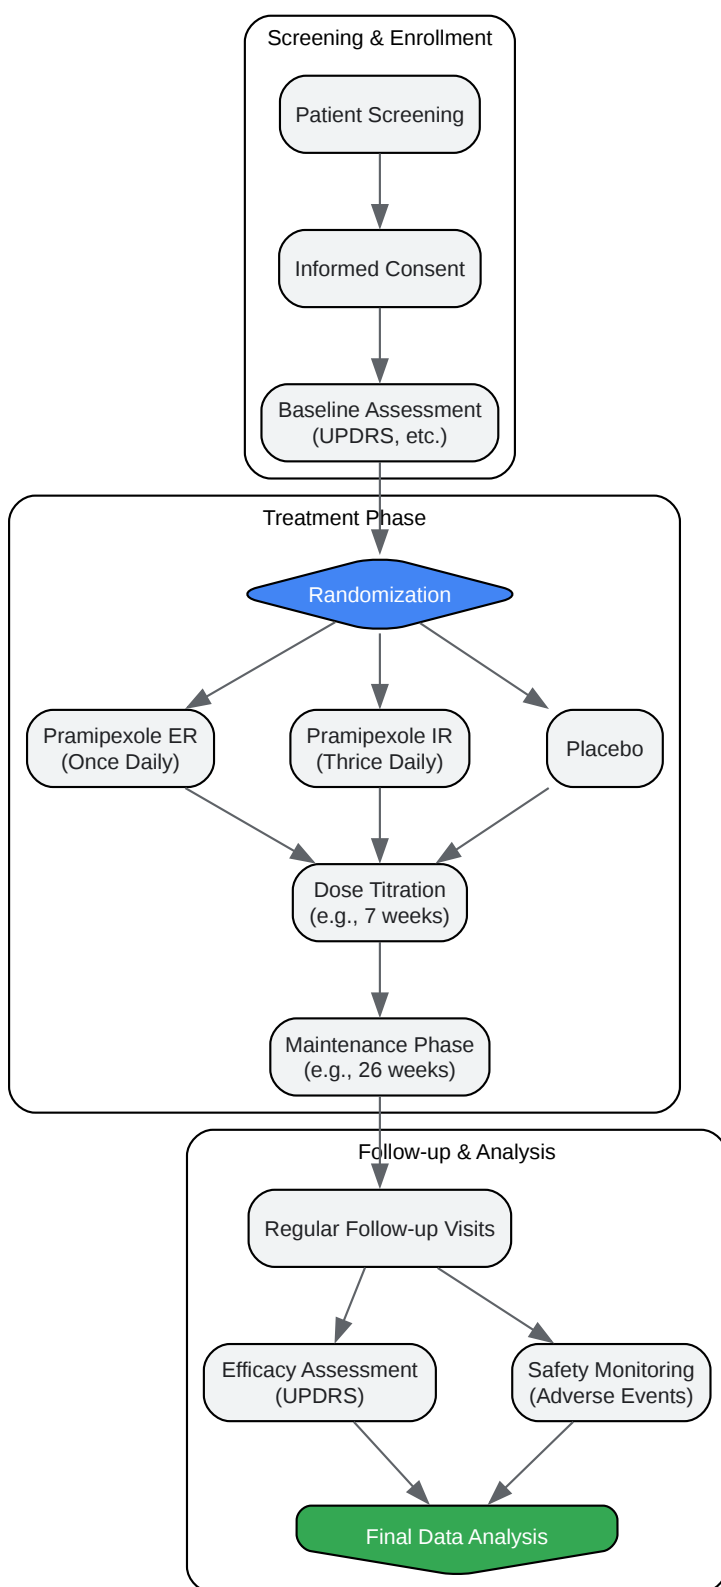 Screening & Enrollment
Patient Screening
Informed Consent
Baseline Assessment
(UPDRS, etc.)
Treatment Phase
Randomization
Pramipexole ER
(Once Daily)
Pramipexole IR
(Thrice Daily)
Placebo
Dose Titration
(e.g., 7 weeks)
Maintenance Phase
(e.g., 26 weeks)
Follow-up & Analysis
Regular Follow-up Visits
Efficacy Assessment
(UPDRS)
Safety Monitoring
(Adverse Events)
Final Data Analysis